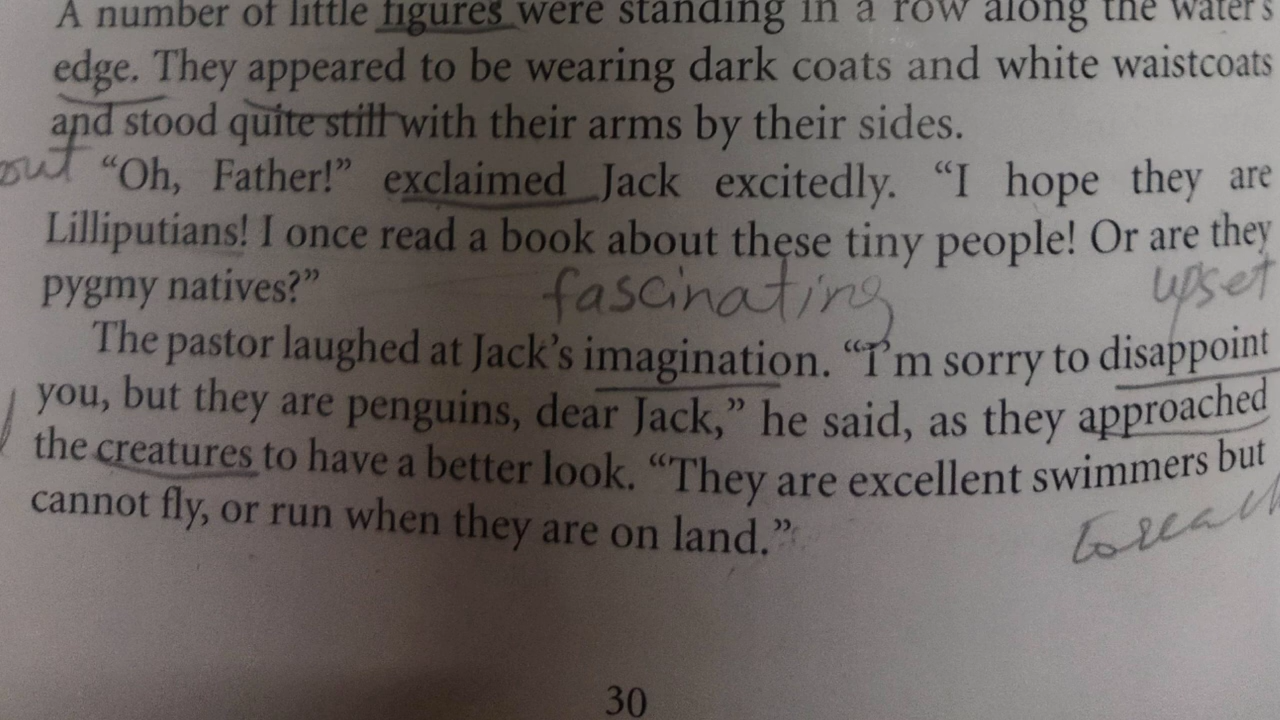 A number of little figures were standing in a row along the water's
edge. They appeared to be wearing dark coats and white waistcoats
and stood quite still with their arms by their sides.
out
"Oh, Father!" exclaimed Jack excitedly. "I hope they are
Lilliputians! I once read a book about these tiny people! Or are they
pygmy natives?"
fascinating
upset
The pastor laughed at Jack's imagination. "I'm sorry to disappoint
you, but they are penguins, dear Jack," he said, as they approached
the creatures to have a better look. "They are excellent swimmers but
cannot fly, or run when they are on land."
to reach
30